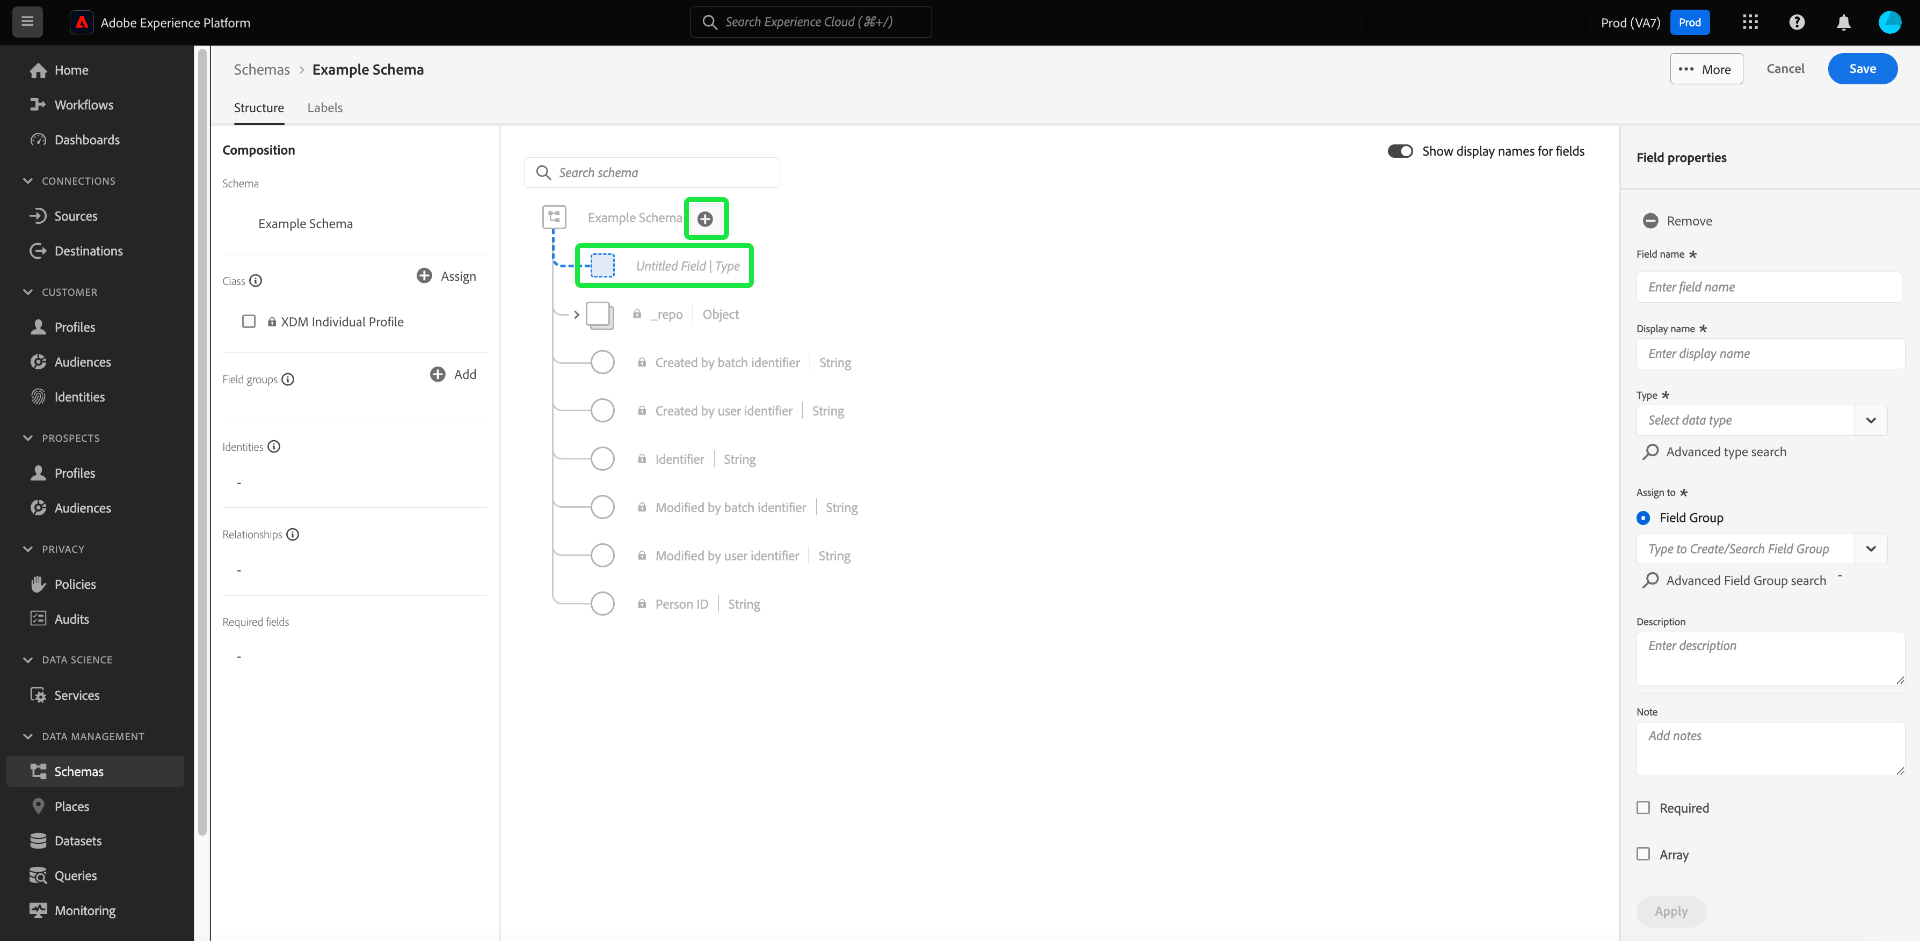 Adobe Experience Platform
Search Experience Cloud (⌘+/)
Prod (VA7)
Prod
Home
Workflows
Dashboards
CONNECTIONS
Sources
Destinations
CUSTOMER
Profiles
Audiences
Identities
PROSPECTS
Profiles
Audiences
PRIVACY
Policies
Audits
DATA SCIENCE
Services
DATA MANAGEMENT
Schemas
Places
Datasets
Queries
Monitoring
Schemas > Example Schema
More
Cancel
Save
Structure
Labels
Composition
Schema
Example Schema
Class
Assign
XDM Individual Profile
Field groups
Add
Identities
-
Relationships
-
Required fields
-
Search schema
Show display names for fields
Example Schema
Untitled Field | Type
_repo | Object
Created by batch identifier | String
Created by user identifier | String
Identifier | String
Modified by batch identifier | String
Modified by user identifier | String
Person ID | String
Field properties
Remove
Field name *
Enter field name
Display name *
Enter display name
Type *
Select data type
Advanced type search
Assign to *
Field Group
Type to Create/Search Field Group
Advanced Field Group search -
Description
Enter description
Note
Add notes
Required
Array
Apply